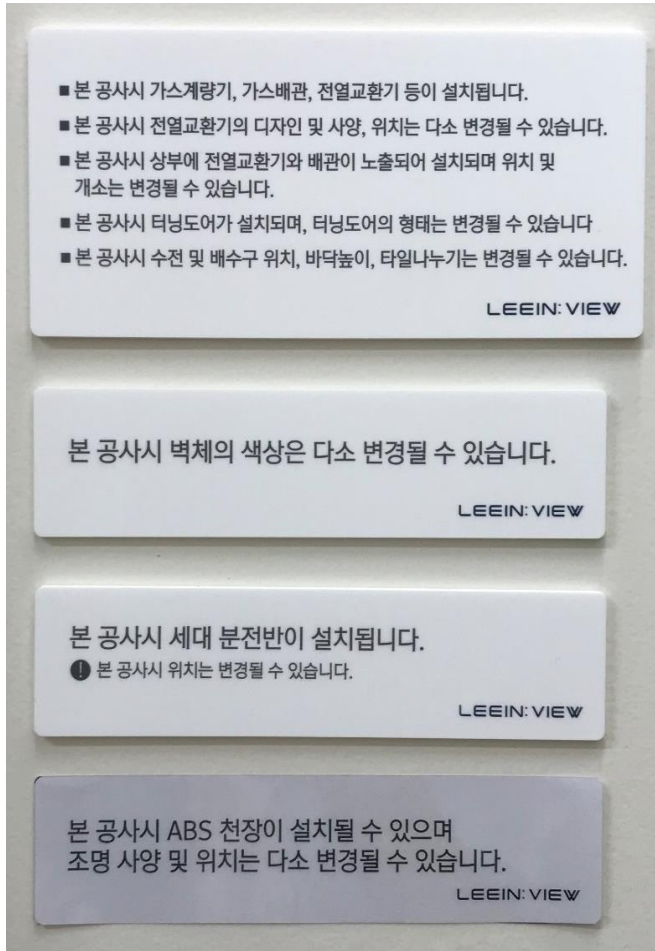 ■ 본 공사시 가스계량기, 가스배관, 전열교환기 등이 설치됩니다.
■ 본 공사시 전열교환기의 디자인 및 사양, 위치는 다소 변경될 수 있습니다.
■ 본 공사시 상부에 전열교환기와 배관이 노출되어 설치되며 위치 및
개소는 변경될 수 있습니다.
■ 본 공사시 터닝도어가 설치되며, 터닝도어의 형태는 변경될 수 있습니다
■ 본 공사시 수전 및 배수구 위치, 바닥높이, 타일나누기는 변경될 수 있습니다.
LEEIN:VIEW
본 공사시 벽체의 색상은 다소 변경될 수 있습니다.
LEEIN:VIEW
본 공사시 세대 분전반이 설치됩니다.
! 본 공사시 위치는 변경될 수 있습니다.
LEEIN:VIEW
본 공사시 ABS 천장이 설치될 수 있으며
조명 사양 및 위치는 다소 변경될 수 있습니다.
LEEIN:VIEW